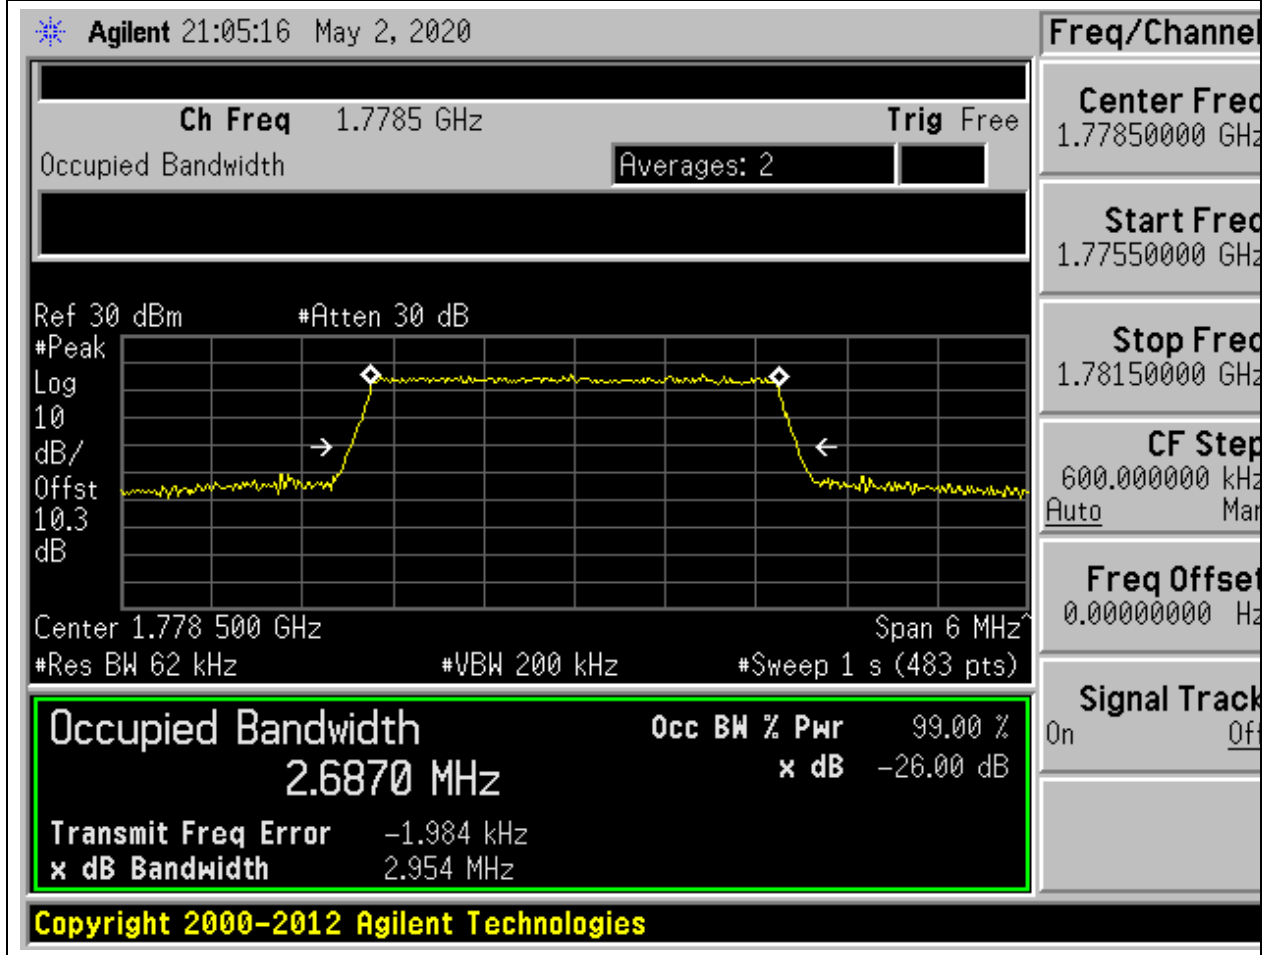 Agilent 21:05:16 May 2, 2020
Freq/Channel
Ch Freq 1.7785 GHz Trig Free
Occupied Bandwidth Averages: 2
Center Freq
1.77850000 GHz
Start Freq
1.77550000 GHz
Stop Freq
1.78150000 GHz
CF Step
600.000000 kHz
Auto Man
Freq Offset
0.00000000 Hz
Signal Track
On Off
Ref 30 dBm #Atten 30 dB
#Peak
Log
10
dB/
Offst
10.3
dB
Center 1.778 500 GHz Span 6 MHz^
#Res BW 62 kHz #VBW 200 kHz #Sweep 1 s (483 pts)
Occupied Bandwidth Occ BW % Pwr 99.00 %
2.6870 MHz x dB -26.00 dB
Transmit Freq Error -1.984 kHz
x dB Bandwidth 2.954 MHz
Copyright 2000-2012 Agilent Technologies